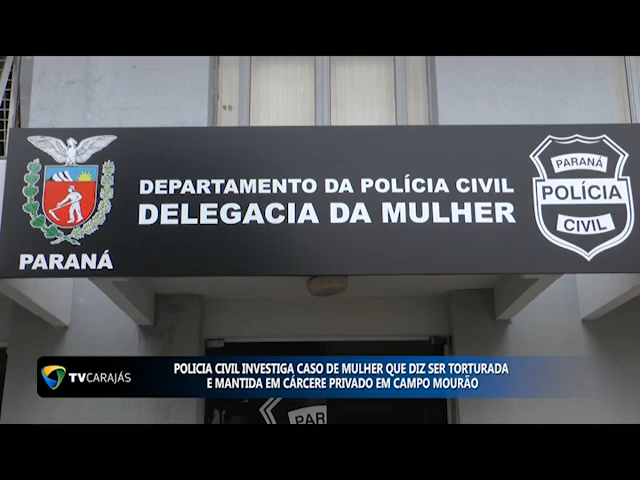 DEPARTAMENTO DA POLÍCIA CIVIL
DELEGACIA DA MULHER
PARANÁ
PARANÁ
POLÍCIA
CIVIL
POLICIA CIVIL INVESTIGA CASO DE MULHER QUE DIZ SER TORTURADA
E MANTIDA EM CÁRCERE PRIVADO EM CAMPO MOURÃO
TVCARAJÁS
PAR